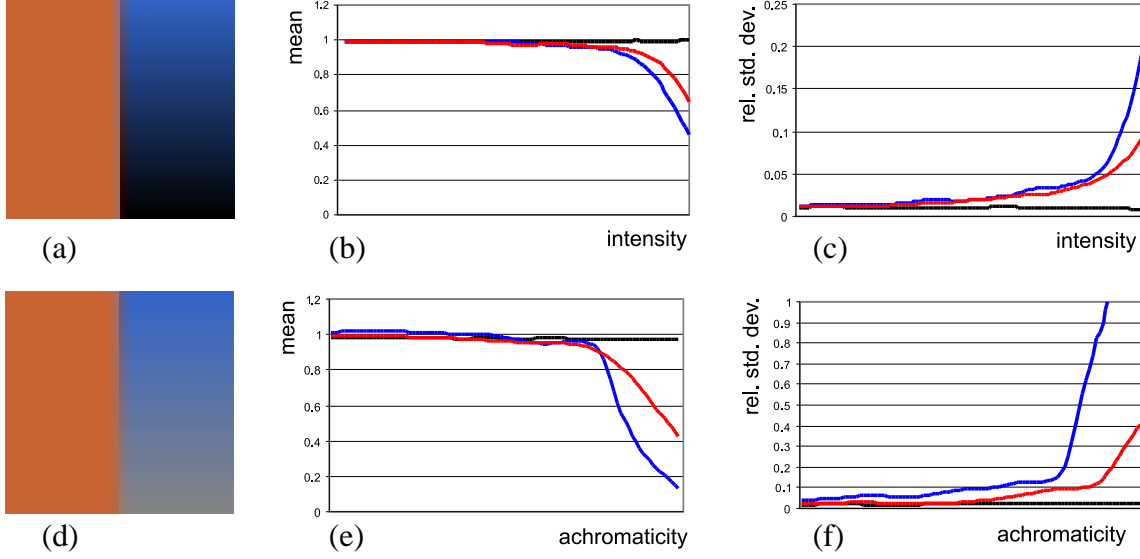 1.2
1
0.8
0.6
0.4
0.2
0
mean
intensity
0.25
0.2
0.15
0.1
0.05
0
rel. std. dev.
intensity
(a)
(b)
(c)
1.2
1
0.8
0.6
0.4
0.2
0
mean
achromaticity
1
0.9
0.8
0.7
0.6
0.5
0.4
0.3
0.2
0.1
0
rel. std. dev.
achromaticity
(d)
(e)
(f)